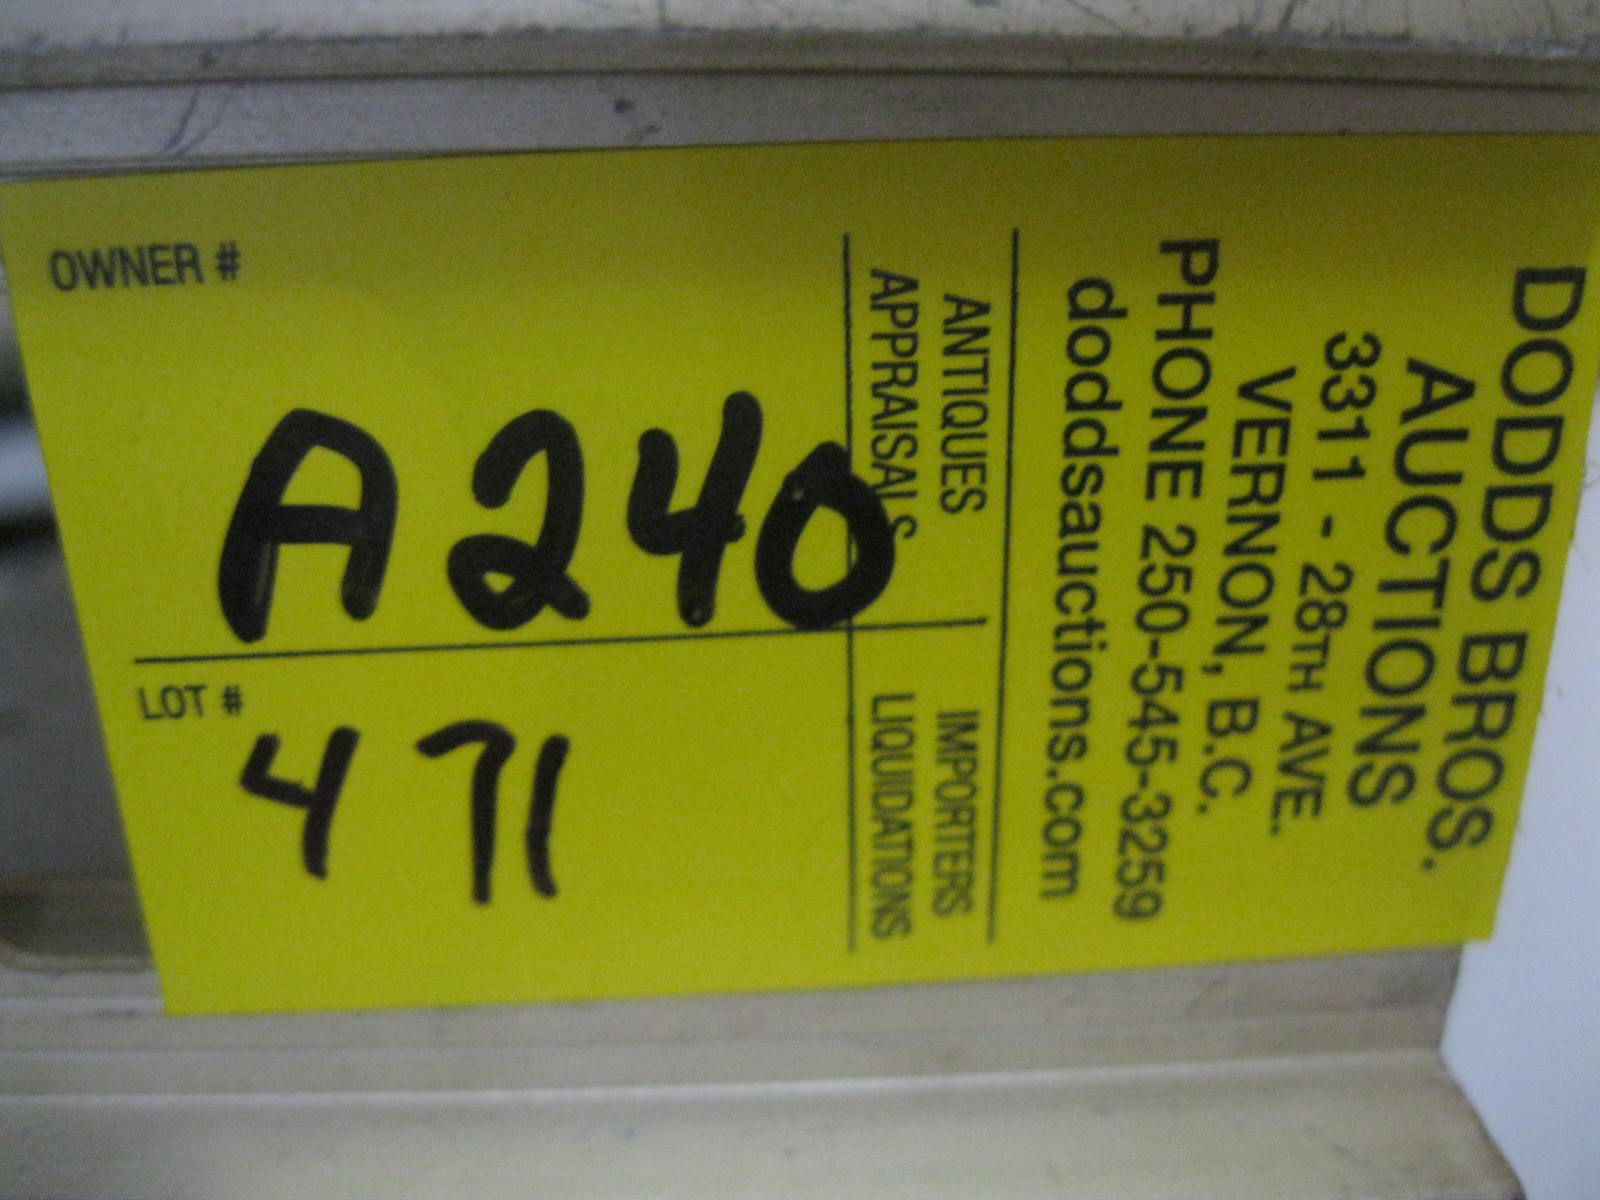 DODDS BROS.
AUCTIONS
3311 - 28TH AVE.
VERNON, B.C.
PHONE 250-545-3259
doddsauctions.com
ANTIQUES IMPORTERS
APPRAISALS LIQUIDATIONS
OWNER #
A240
LOT #
471